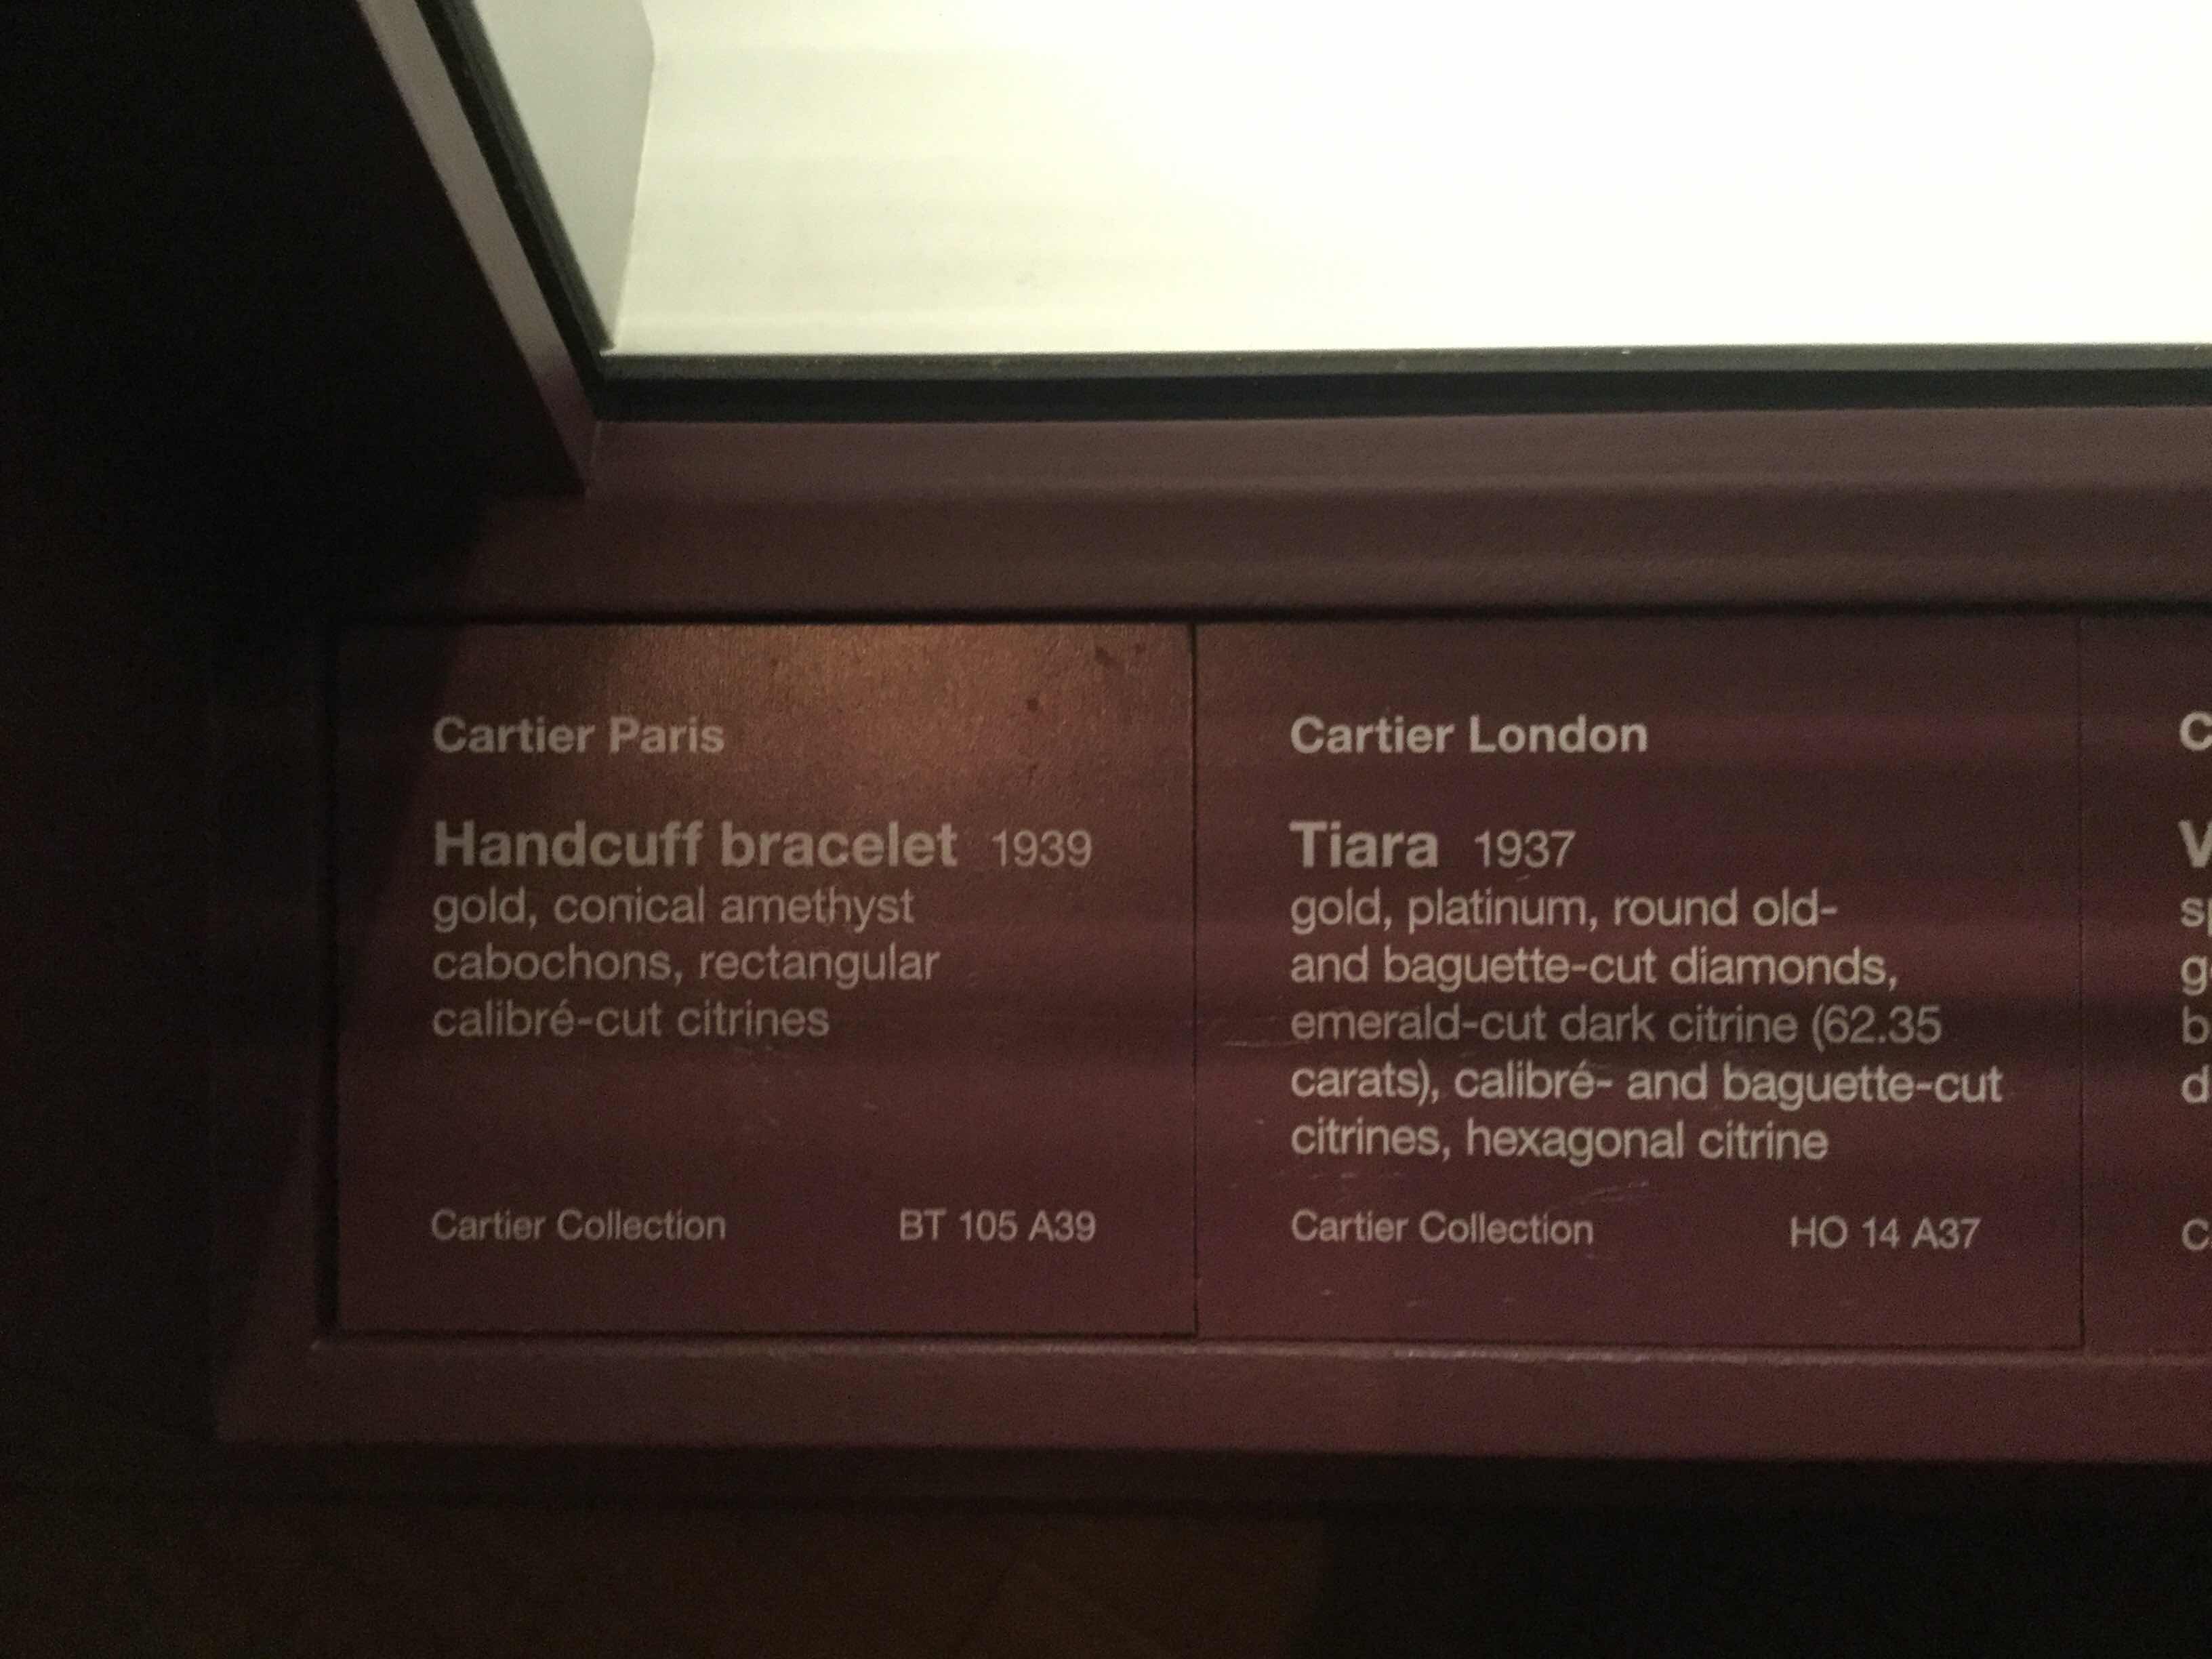 Cartier Paris
Handcuff bracelet 1939
gold, conical amethyst
cabochons, rectangular
calibré-cut citrines
Cartier Collection BT 105 A39
Cartier London
Tiara 1937
gold, platinum, round old-
and baguette-cut diamonds,
emerald-cut dark citrine (62.35
carats), calibré- and baguette-cut
citrines, hexagonal citrine
Cartier Collection HO 14 A37